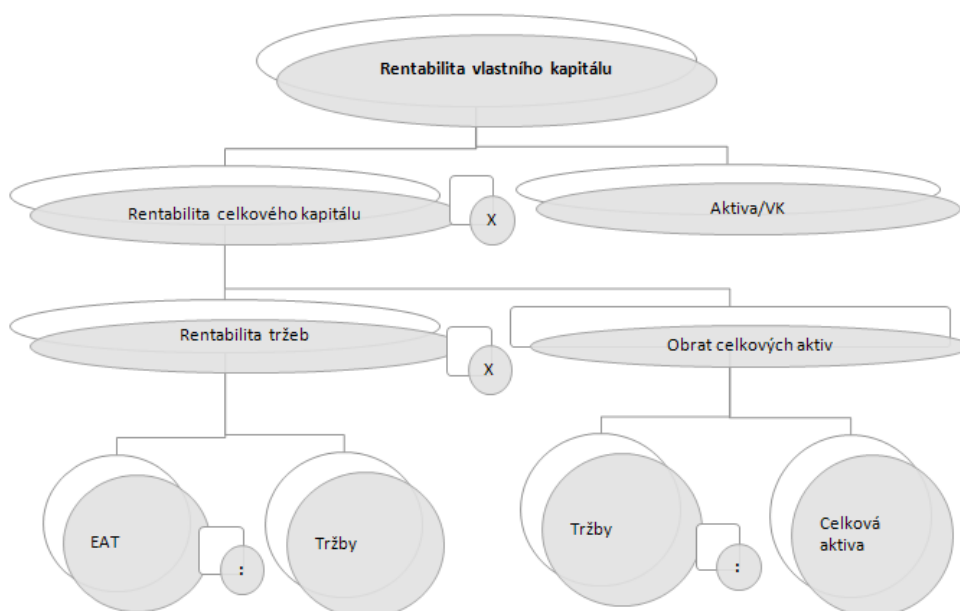 Rentabilita vlastního kapitálu
Rentabilita celkového kapitálu
X
Aktiva/VK
Rentabilita tržeb
X
Obrat celkových aktiv
EAT
:
Tržby
Tržby
:
Celková
aktiva